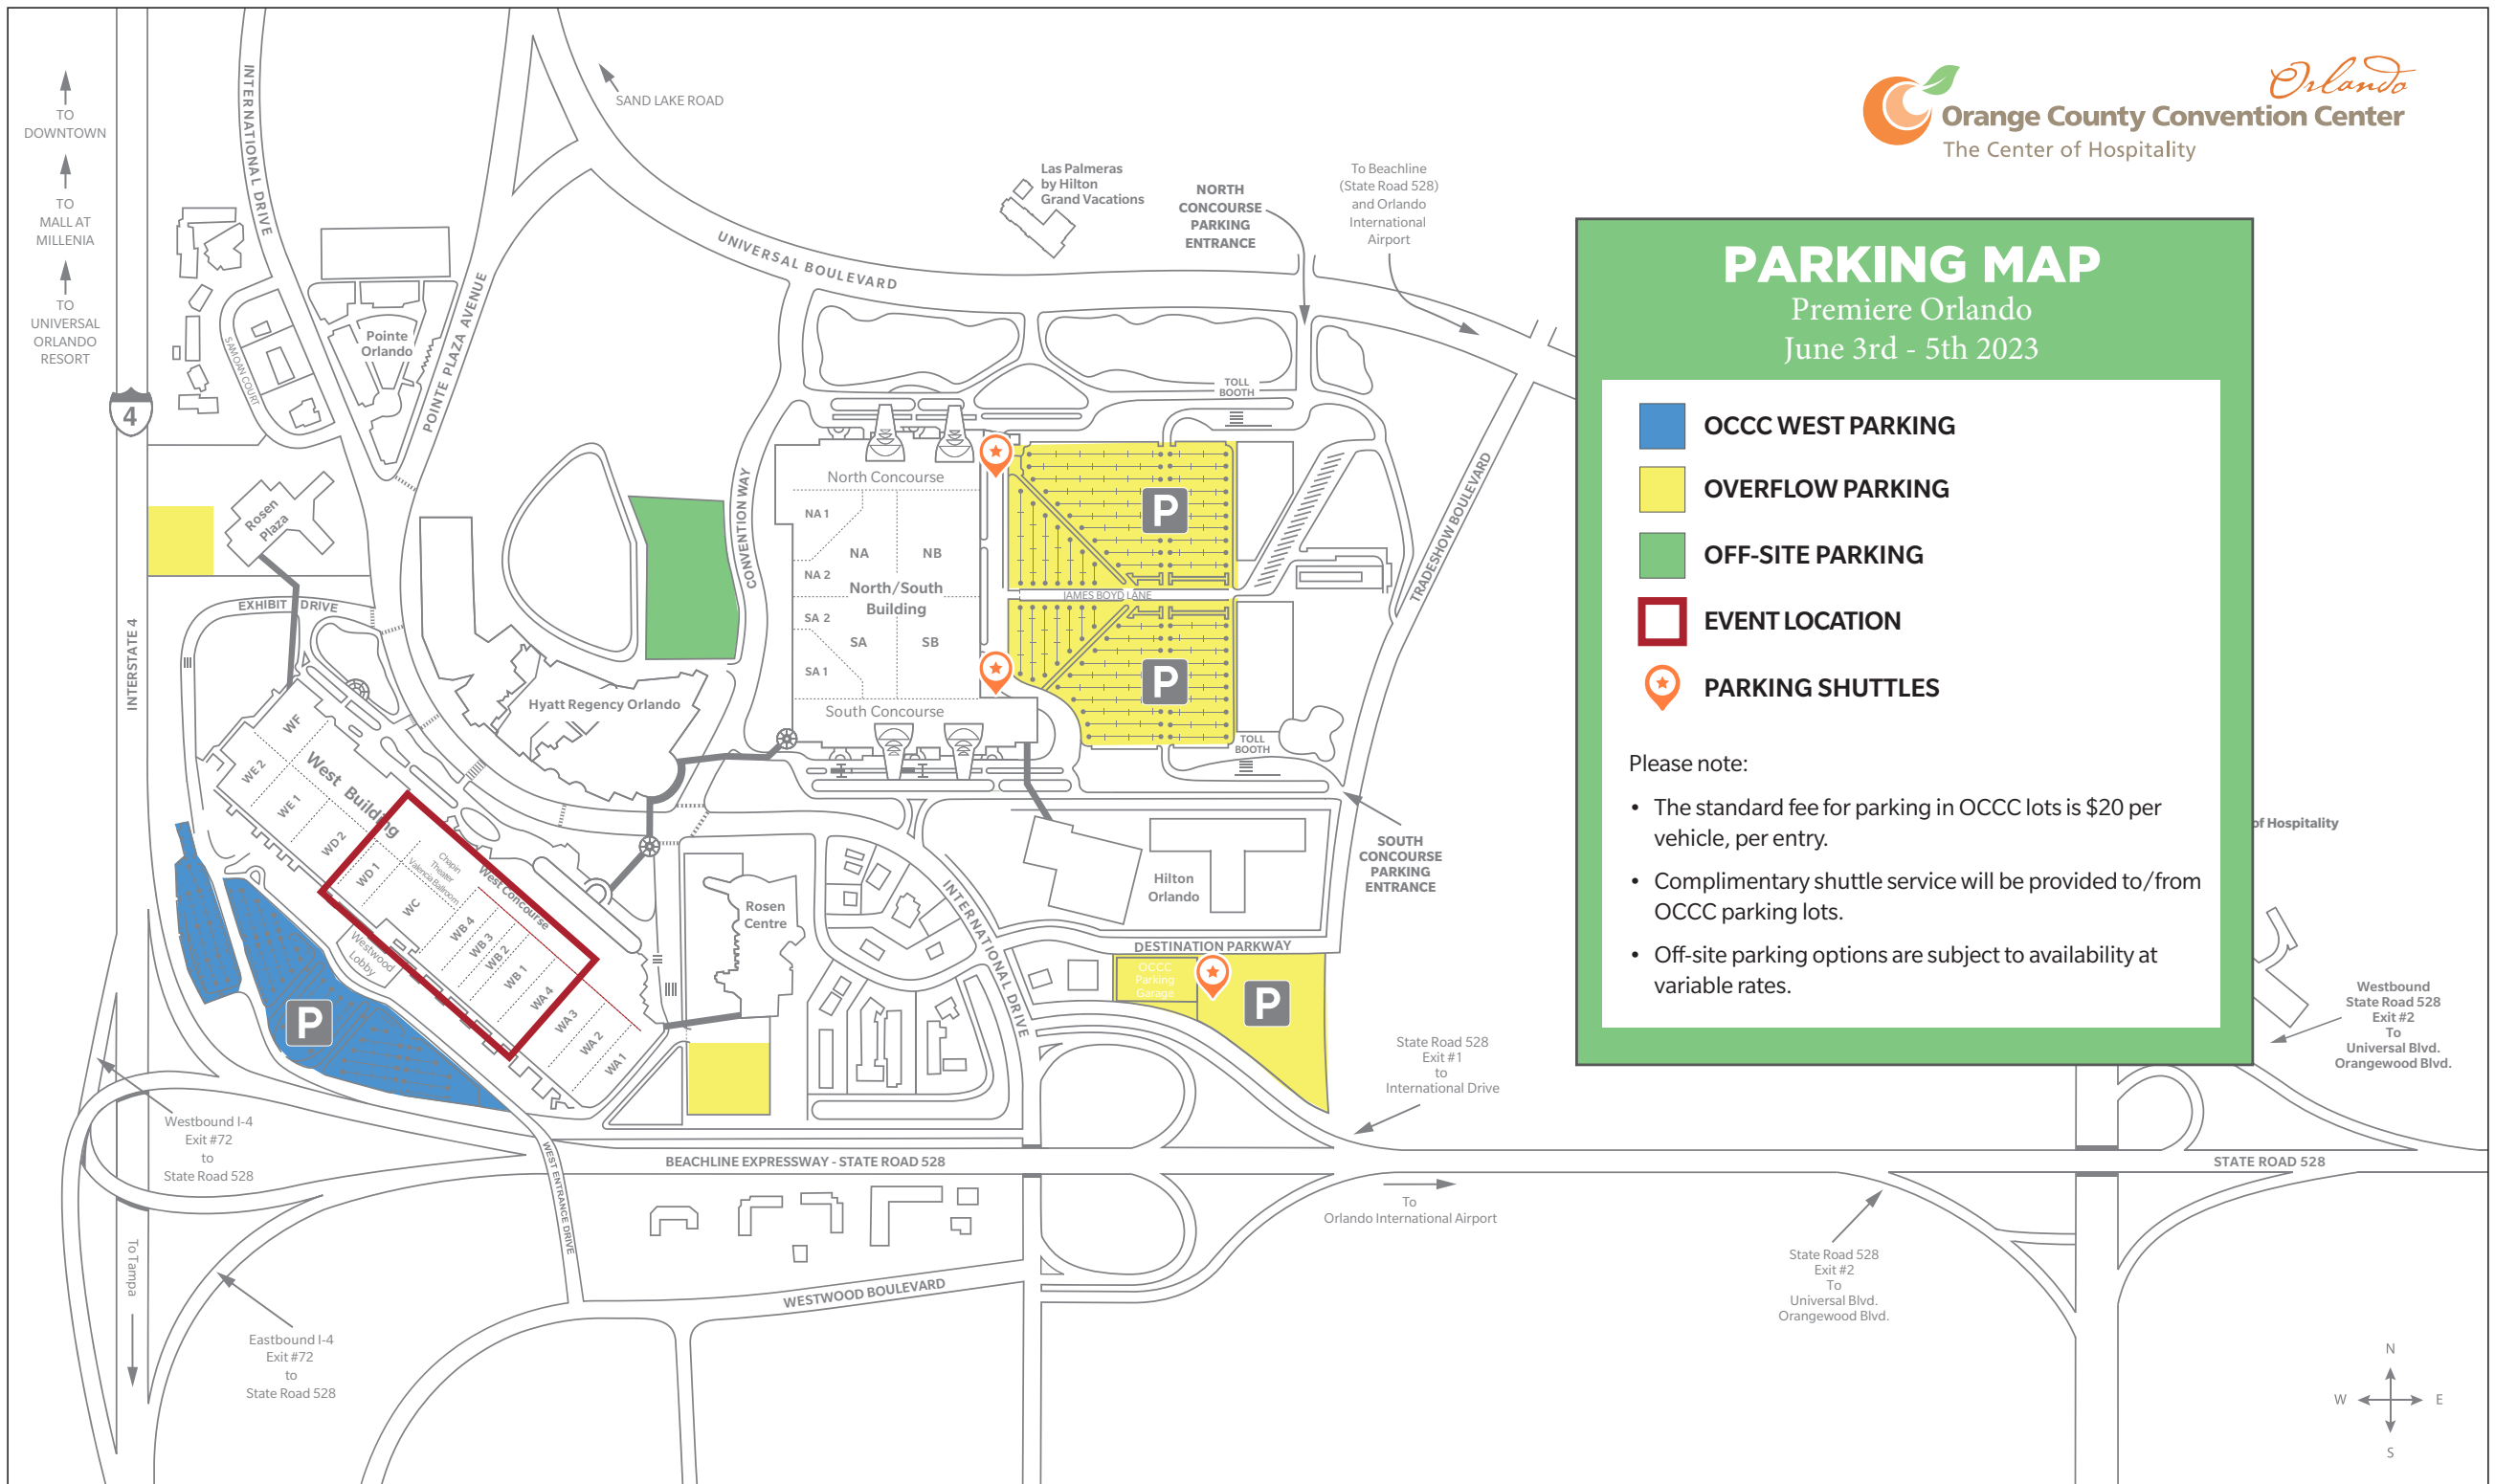 TO
DOWNTOWN
TO
MALL AT
MILLENIA
TO
UNIVERSAL
ORLANDO
RESORT
4
INTERSTATE 4
INTERNATIONAL DRIVE
SAND LAKE ROAD
UNIVERSAL BOULEVARD
Las Palmeras
by Hilton
Grand Vacations
NORTH
CONCOURSE
PARKING
ENTRANCE
To Beachline
(State Road 528)
and Orlando
International
Airport
Orlando
Orange County Convention Center
The Center of Hospitality
PARKING MAP
Premiere Orlando
June 3rd - 5th 2023
OCCC WEST PARKING
OVERFLOW PARKING
OFF-SITE PARKING
EVENT LOCATION
PARKING SHUTTLES
Please note:
• The standard fee for parking in OCCC lots is $20 per
vehicle, per entry.
• Complimentary shuttle service will be provided to/from
OCCC parking lots.
• Off-site parking options are subject to availability at
variable rates.
of Hospitality
Pointe
Orlando
POINTE PLAZA AVENUE
SAMOAN COURT
Rosen
Plaza
EXHIBIT DRIVE
CONVENTION WAY
TOLL
BOOTH
North Concourse
NA 1
NA
NB
NA 2
North/South
Building
SA 2
SA
SB
SA 1
South Concourse
P
JAMES BOYD LANE
P
TOLL
BOOTH
TRADESHOW BOULEVARD
Hyatt Regency Orlando
WF
WE 2
WE 1
WD 2
West Building
WD 1
WC
Chapin
Theater
Valencia Ballroom
West Concourse
WB 4
WB 3
WB 2
WB 1
WA 4
WA 3
WA 2
WA 1
Westwood
Lobby
P
Rosen
Centre
INTERNATIONAL DRIVE
Hilton
Orlando
SOUTH
CONCOURSE
PARKING
ENTRANCE
DESTINATION PARKWAY
OCCC
Parking
Garage
P
State Road 528
Exit #1
to
International Drive
Westbound
State Road 528
Exit #2
To
Universal Blvd.
Orangewood Blvd.
Westbound I-4
Exit #72
to
State Road 528
WEST ENTRANCE DRIVE
BEACHLINE EXPRESSWAY - STATE ROAD 528
STATE ROAD 528
To
Orlando International Airport
To Tampa
WESTWOOD BOULEVARD
State Road 528
Exit #2
To
Universal Blvd.
Orangewood Blvd.
Eastbound I-4
Exit #72
to
State Road 528
N
W
E
S